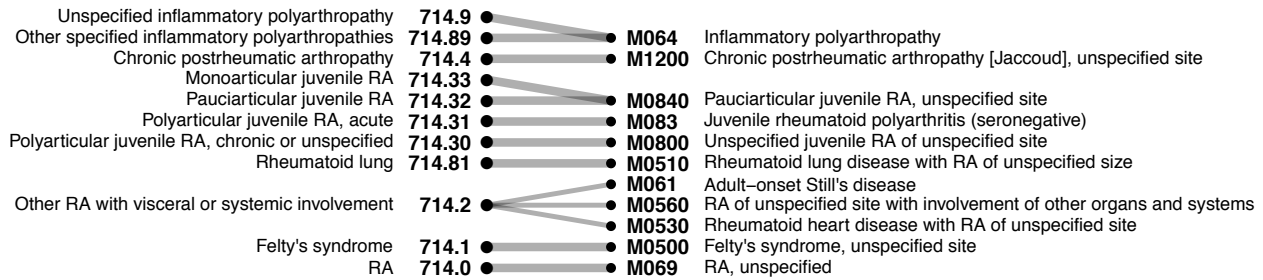 Unspecified inflammatory polyarthropathy 714.9
Other specified inflammatory polyarthropathies 714.89 M064 Inflammatory polyarthropathy
Chronic postrheumatic arthropathy 714.4 M1200 Chronic postrheumatic arthropathy [Jaccoud], unspecified site
Monoarticular juvenile RA 714.33
Pauciarticular juvenile RA 714.32 M0840 Pauciarticular juvenile RA, unspecified site
Polyarticular juvenile RA, acute 714.31 M083 Juvenile rheumatoid polyarthritis (seronegative)
Polyarticular juvenile RA, chronic or unspecified 714.30 M0800 Unspecified juvenile RA of unspecified site
Rheumatoid lung 714.81 M0510 Rheumatoid lung disease with RA of unspecified size
M061 Adult−onset Still's disease
Other RA with visceral or systemic involvement 714.2 M0560 RA of unspecified site with involvement of other organs and systems
M0530 Rheumatoid heart disease with RA of unspecified site
Felty's syndrome 714.1 M0500 Felty's syndrome, unspecified site
RA 714.0 M069 RA, unspecified